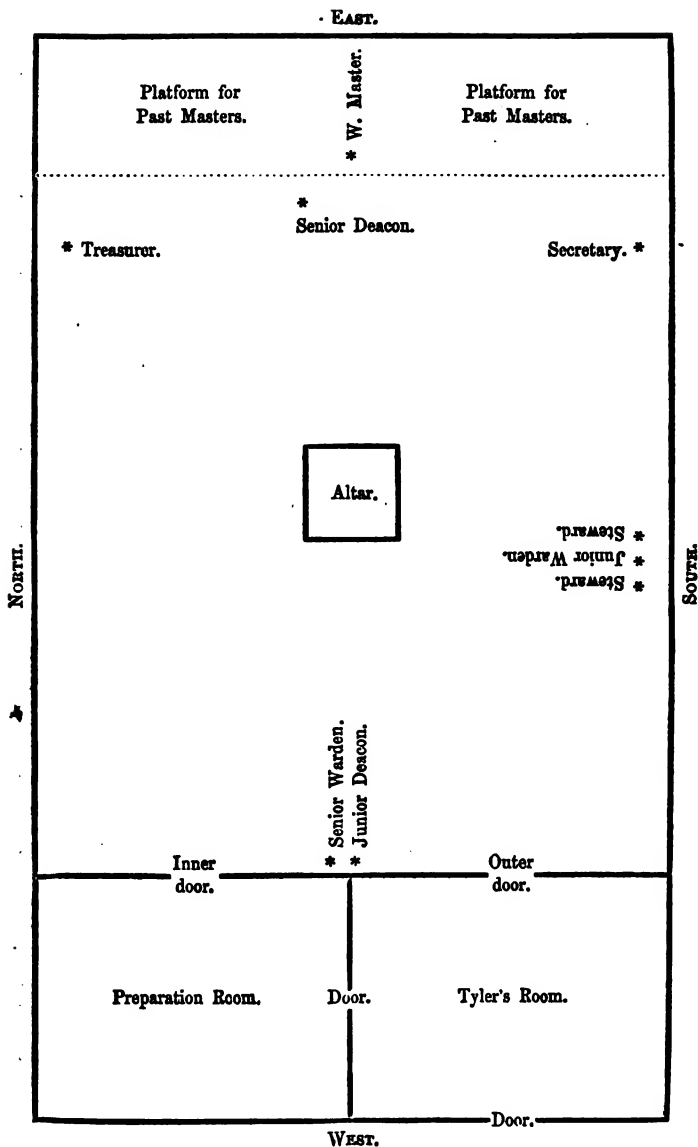 EAST.
Platform for
Past Masters.
* W. Master.
Platform for
Past Masters.
*
Senior Deacon.
* Treasurer.
Secretary. *
Altar.
* Steward.
* Junior Warden.
* Steward.
NORTH.
SOUTH.
* Senior Warden.
* Junior Deacon.
Inner
door.
Outer
door.
Preparation Room.
Door.
Tyler's Room.
Door.
WEST.